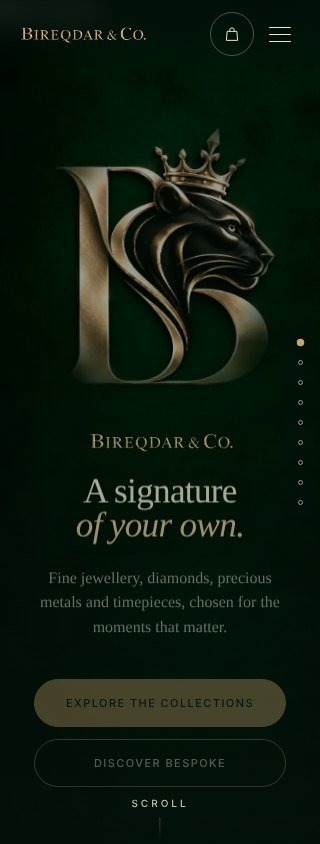 BIREQDAR & CO.
B
BIREQDAR & CO.
A signature
of your own.
Fine jewellery, diamonds, precious
metals and timepieces, chosen for the
moments that matter.
EXPLORE THE COLLECTIONS
DISCOVER BESPOKE
SCROLL